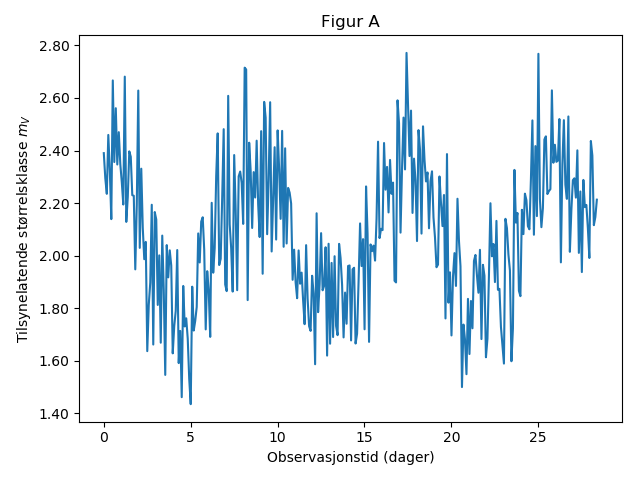 Figur A
Tilsynelatende størrelsklasse m_V
2.80
2.60
2.40
2.20
2.00
1.80
1.60
1.40
0 5 10 15 20 25
Observasjonstid (dager)